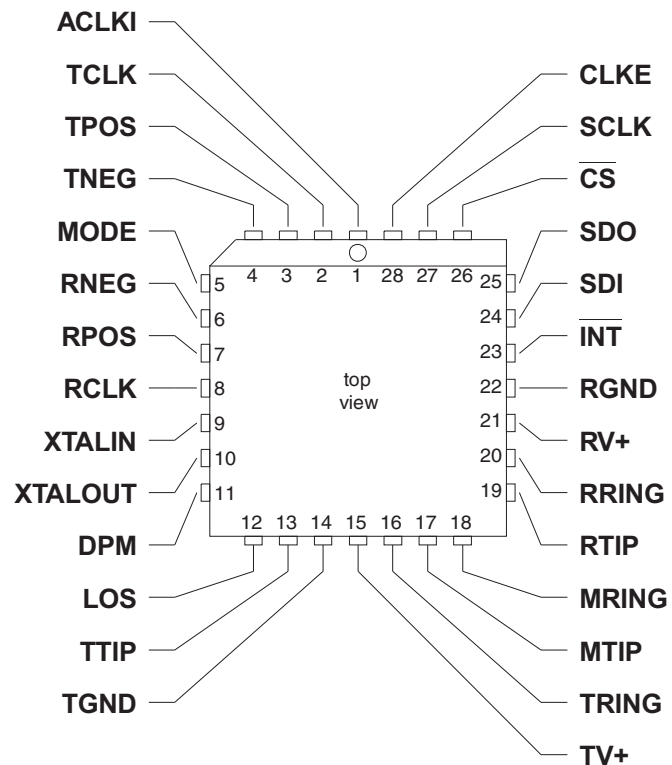 ACLKI
TCLK
TPOS
TNEG
MODE
RNEG
RPOS
RCLK
XTALIN
XTALOUT
DPM
LOS
TTIP
TGND
CLKE
SCLK
C̅S̅
SDO
SDI
I̅N̅T̅
RGND
RV+
RRING
RTIP
MRING
MTIP
TRING
TV+
4 3 2 1 28 27 26
5
6
7
8
9
10
11
25
24
23
22
21
20
19
12 13 14 15 16 17 18
top
view